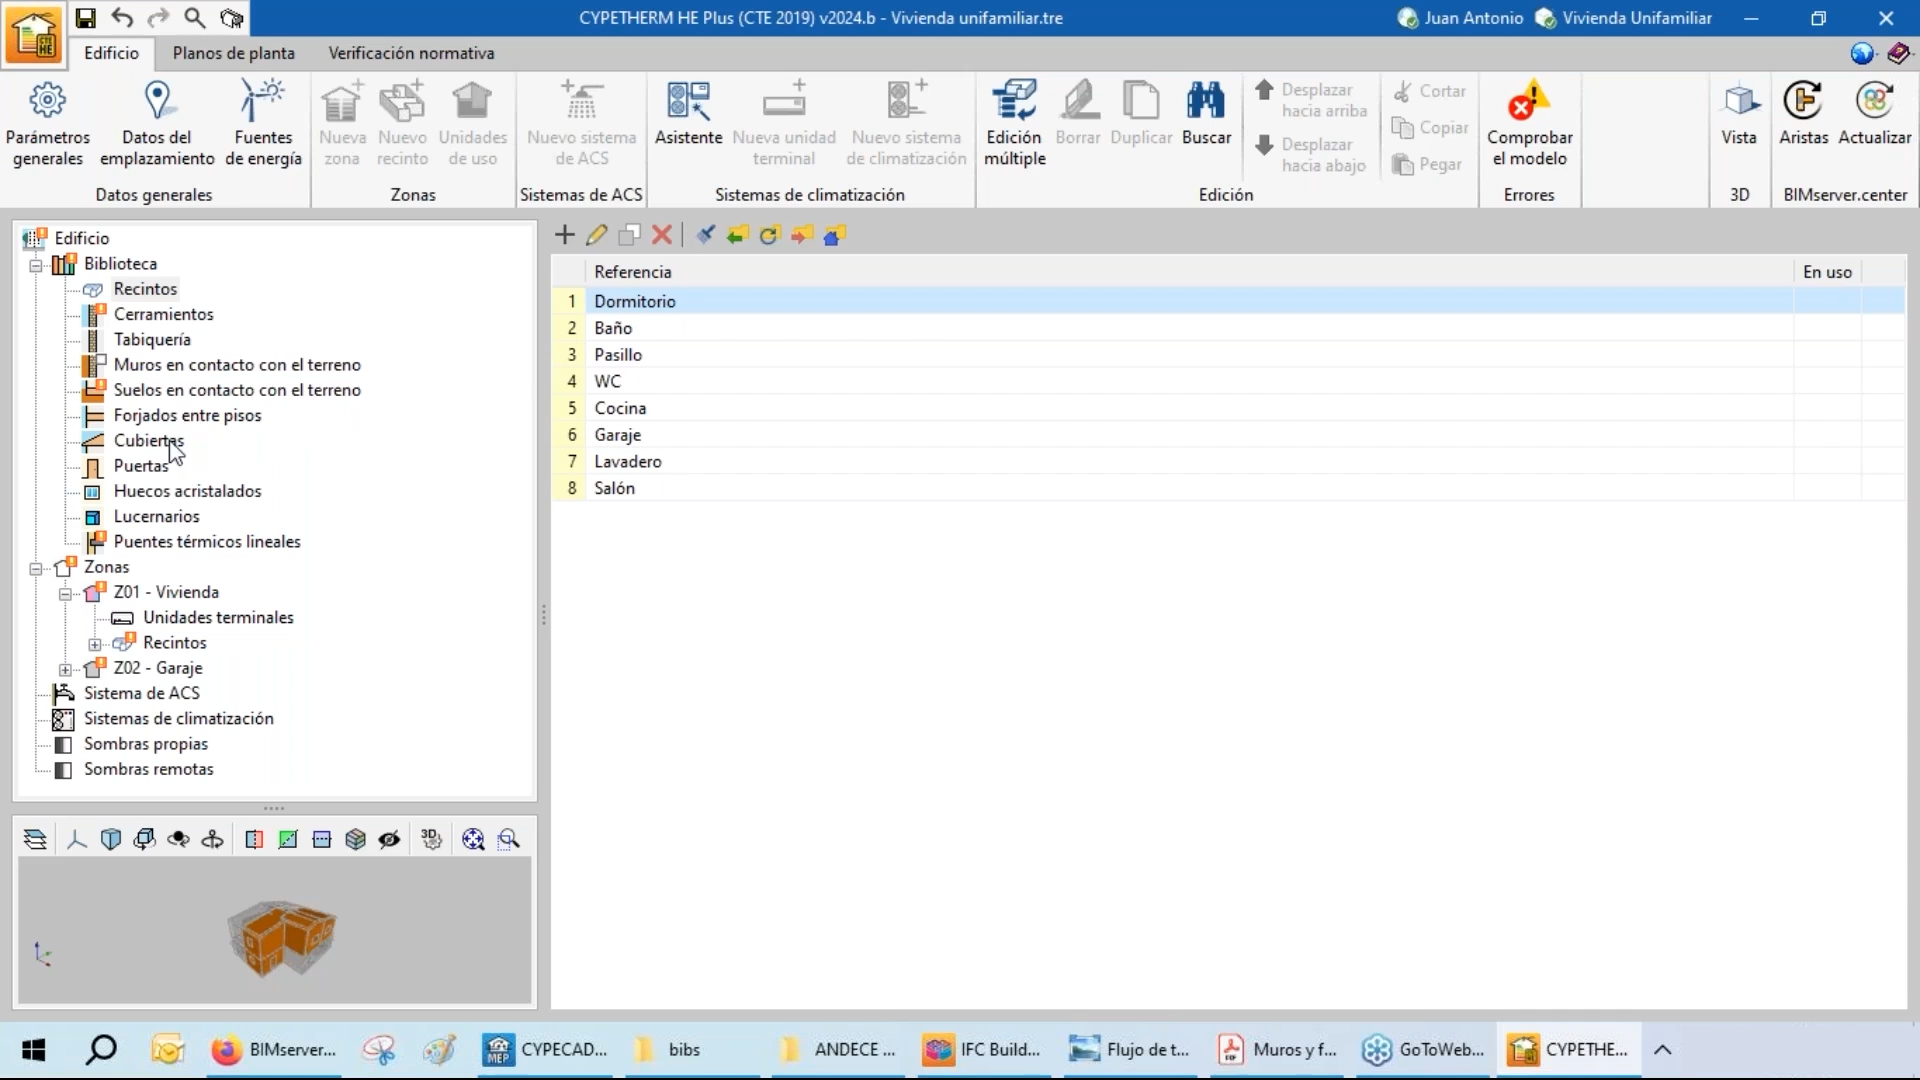 CYPETHERM HE Plus (CTE 2019) v2024.b - Vivienda unifamiliar.tre
Juan Antonio
Vivienda Unifamiliar
CTE HE
Edificio
Planos de planta
Verificación normativa
Parámetros generales
Datos del emplazamiento
Fuentes de energía
Datos generales
Nueva zona
Nuevo recinto
Unidades de uso
Zonas
Nuevo sistema de ACS
Sistemas de ACS
Asistente
Nueva unidad terminal
Nuevo sistema de climatización
Sistemas de climatización
Edición múltiple
Borrar
Duplicar
Buscar
Desplazar hacia arriba
Desplazar hacia abajo
Cortar
Copiar
Pegar
Edición
Comprobar el modelo
Errores
Vista
3D
Aristas
Actualizar
BIMserver.center
Edificio
Biblioteca
Recintos
Cerramientos
Tabiquería
Muros en contacto con el terreno
Suelos en contacto con el terreno
Forjados entre pisos
Cubiertas
Puertas
Huecos acristalados
Lucernarios
Puentes térmicos lineales
Zonas
Z01 - Vivienda
Unidades terminales
Recintos
Z02 - Garaje
Sistema de ACS
Sistemas de climatización
Sombras propias
Sombras remotas
3D
Referencia
En uso
1 Dormitorio
2 Baño
3 Pasillo
4 WC
5 Cocina
6 Garaje
7 Lavadero
8 Salón
BIMserver...
MEP
CYPECAD...
bibs
ANDECE ...
IFC Build...
Flujo de t...
Muros y f...
GoToWeb...
CYPETHE...